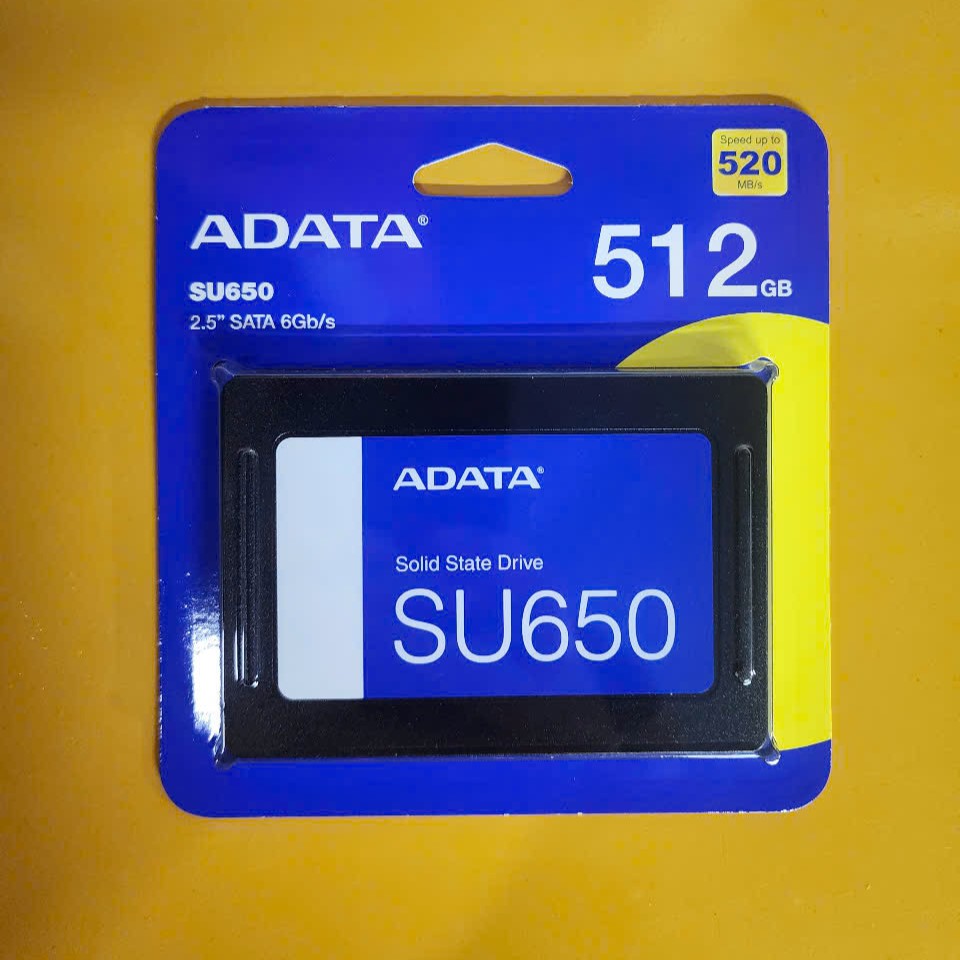 Speed up to
520
MB/s
ADATA®
512GB
SU650
2.5” SATA 6Gb/s
ADATA®
Solid State Drive
SU650